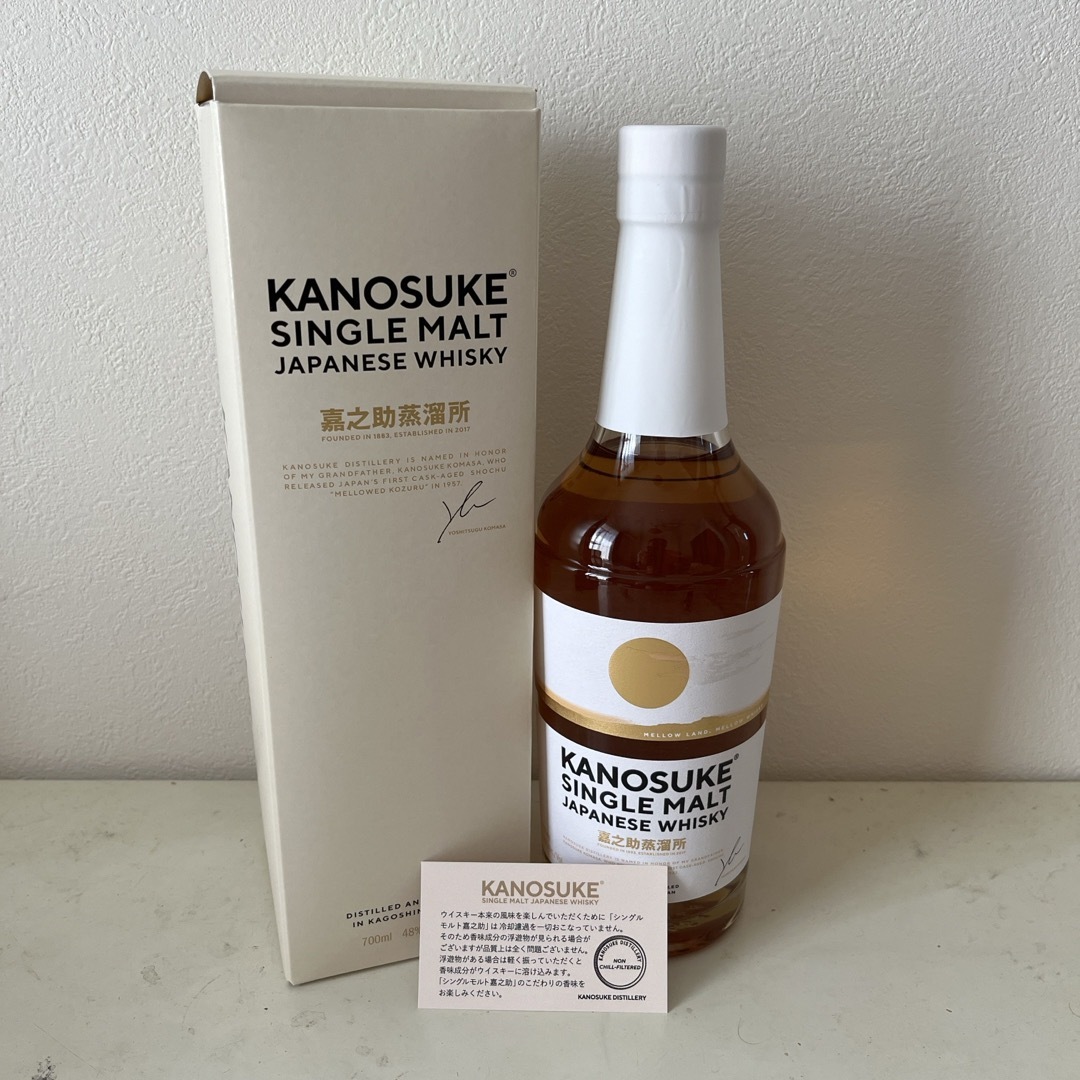 KANOSUKE®
SINGLE MALT
JAPANESE WHISKY
嘉之助蒸溜所
FOUNDED IN 1883, ESTABLISHED IN 2017
KANOSUKE DISTILLERY IS NAMED IN HONOR
OF MY GRANDFATHER, KANOSUKE KOMASA, WHO
RELEASED JAPAN'S FIRST CASK-AGED SHOCHU
"MELLOWED KOZURU" IN 1957.
YOSHITSUGU KOMASA
DISTILLED AN
IN KAGOSHIN
700ml 48%
MELLOW LAND, MELLOW
KANOSUKE®
SINGLE MALT
JAPANESE WHISKY
嘉之助蒸溜所
FOUNDED IN 1883, ESTABLISHED IN 2017
KANOSUKE®
SINGLE MALT JAPANESE WHISKY
ウイスキー本来の風味を楽しんでいただくために「シングル
モルト嘉之助」は冷却濾過を一切おこなっていません。
そのため香味成分の浮遊物が見られる場合が
ございますが品質上は全く問題ございません。
浮遊物がある場合は軽く振っていただくと
香味成分がウイスキーに溶け込みます。
「シングルモルト嘉之助」のこだわりの香味を
お楽しみください。
KANOSUKE DISTILLERY
NON
CHILL-FILTERED
KANOSUKE DISTILLERY